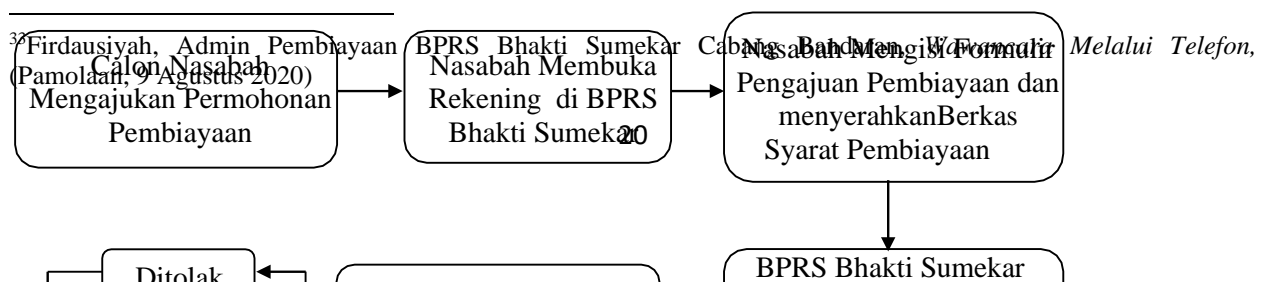 ³³Firdausiyah, Admin Pembiayaan BPRS Bhakti Sumekar Cabang Bandaran, Wawancara Melalui Telefon,
(Pamolaan, 9 Agustus 2020)
Calon Nasabah
Mengajukan Permohonan
Pembiayaan
Nasabah Membuka
Rekening di BPRS
Bhakti Sumekar
Nasabah Mengisi Formulir
Pengajuan Pembiayaan dan
menyerahkanBerkas
Syarat Pembiayaan
20
Ditolak
BPRS Bhakti Sumekar